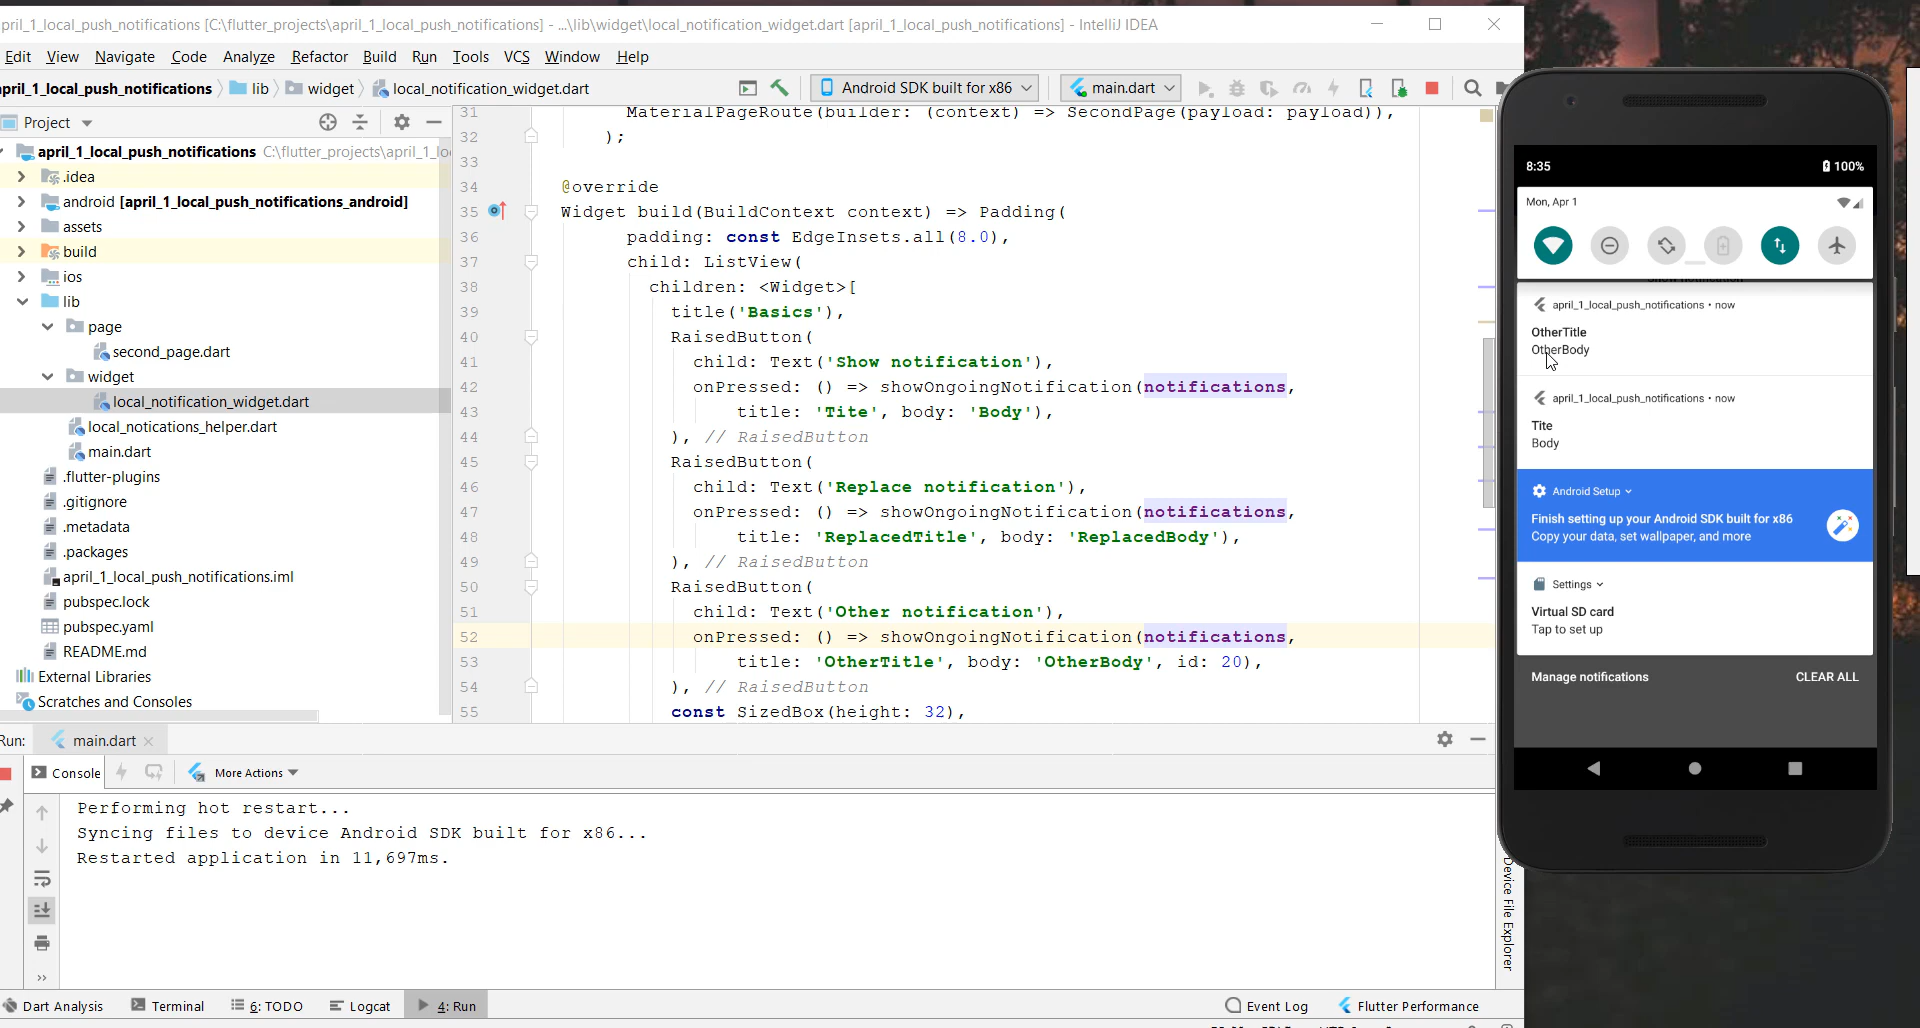 pril_1_local_push_notifications [C:\flutter_projects\april_1_local_push_notifications] - ...\lib\widget\local_notification_widget.dart [april_1_local_push_notifications] - IntelliJ IDEA
Edit View Navigate Code Analyze Refactor Build Run Tools VCS Window Help
april_1_local_push_notifications lib widget local_notification_widget.dart Android SDK built for x86 main.dart
Project
april_1_local_push_notifications C:\flutter_projects\april_1_lo
.idea
android [april_1_local_push_notifications_android]
assets
build
ios
lib
page
second_page.dart
widget
local_notification_widget.dart
local_notications_helper.dart
main.dart
.flutter-plugins
.gitignore
.metadata
.packages
april_1_local_push_notifications.iml
pubspec.lock
pubspec.yaml
README.md
External Libraries
Scratches and Consoles
31 MaterialPageRoute(builder: (context) => SecondPage(payload: payload)),
32 );
33
34 @override
35 Widget build(BuildContext context) => Padding(
36 padding: const EdgeInsets.all(8.0),
37 child: ListView(
38 children: <Widget>[
39 title('Basics'),
40 RaisedButton(
41 child: Text('Show notification'),
42 onPressed: () => showOngoingNotification(notifications,
43 title: 'Tite', body: 'Body'),
44 ), // RaisedButton
45 RaisedButton(
46 child: Text('Replace notification'),
47 onPressed: () => showOngoingNotification(notifications,
48 title: 'ReplacedTitle', body: 'ReplacedBody'),
49 ), // RaisedButton
50 RaisedButton(
51 child: Text('Other notification'),
52 onPressed: () => showOngoingNotification(notifications,
53 title: 'OtherTitle', body: 'OtherBody', id: 20),
54 ), // RaisedButton
55 const SizedBox(height: 32),
Run: main.dart
Console More Actions
Performing hot restart...
Syncing files to device Android SDK built for x86...
Restarted application in 11,697ms.
Dart Analysis Terminal 6: TODO Logcat 4: Run Event Log Flutter Performance
Device File Explorer
8:35 100%
Mon, Apr 1
april_1_local_push_notifications • now
OtherTitle
OtherBody
april_1_local_push_notifications • now
Tite
Body
Android Setup
Finish setting up your Android SDK built for x86
Copy your data, set wallpaper, and more
Settings
Virtual SD card
Tap to set up
Manage notifications CLEAR ALL